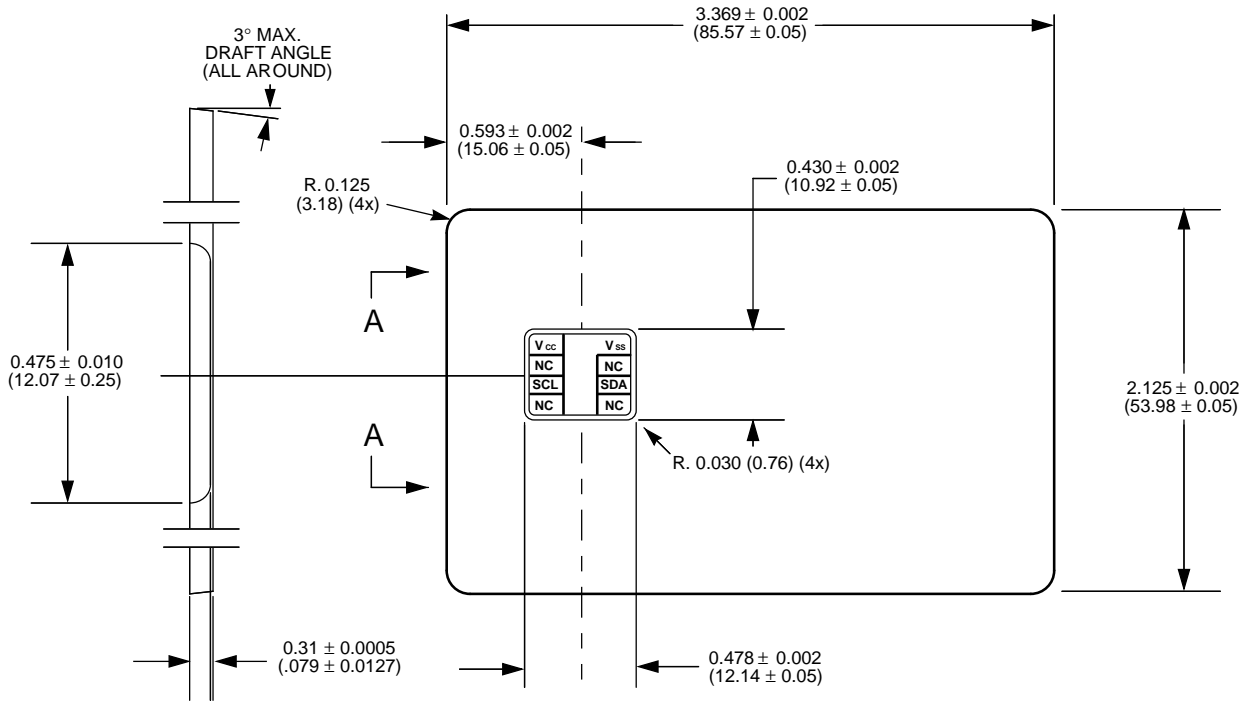 3.369 ± 0.002
(85.57 ± 0.05)
3° MAX.
DRAFT ANGLE
(ALL AROUND)
0.593 ± 0.002
(15.06 ± 0.05)
0.430 ± 0.002
(10.92 ± 0.05)
R. 0.125
(3.18) (4x)
A
Vcc Vss
NC NC
SCL SDA
NC NC
0.475 ± 0.010
(12.07 ± 0.25)
2.125 ± 0.002
(53.98 ± 0.05)
A
R. 0.030 (0.76) (4x)
0.31 ± 0.0005
(.079 ± 0.0127)
0.478 ± 0.002
(12.14 ± 0.05)